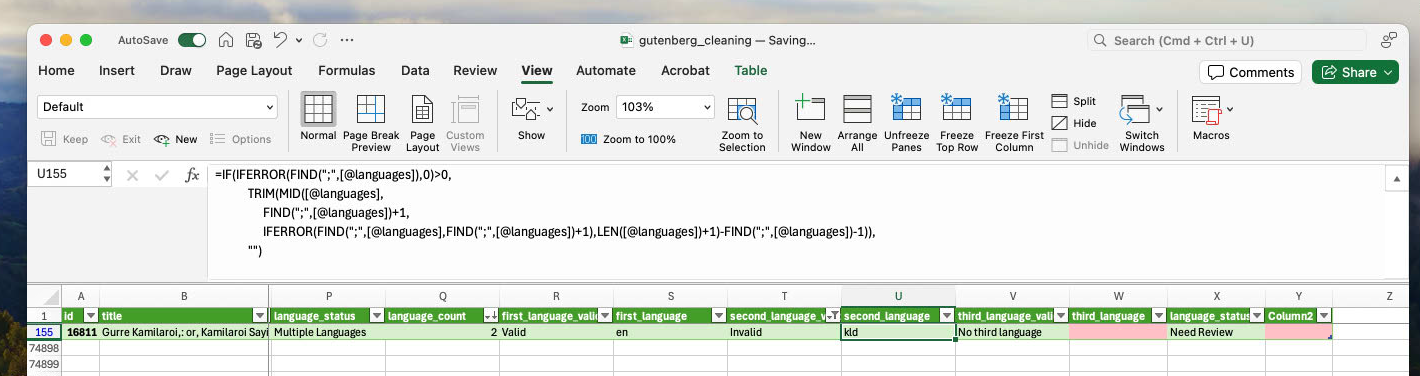 AutoSave
gutenberg_cleaning — Saving...
Search (Cmd + Ctrl + U)
Home Insert Draw Page Layout Formulas Data Review View Automate Acrobat Table
Comments
Share
Default
Keep Exit New Options
Normal
Page Break Preview
Page Layout
Custom Views
Show
Zoom 103%
100 Zoom to 100%
Zoom to Selection
New Window
Arrange All
Unfreeze Panes
Freeze Top Row
Freeze First Column
Split
Hide
Unhide
Switch Windows
Macros
U155
fx
=IF(IFERROR(FIND(";",[@languages]),0)>0,
TRIM(MID([@languages],
FIND(";",[@languages])+1,
IFERROR(FIND(";",[@languages],FIND(";",[@languages])+1),LEN([@languages])+1)-FIND(";",[@languages])-1)),
"")
A B P Q R S T U V W X Y Z
1 id title language_status language_count first_language_valid first_language second_language_v second_language third_language_vali third_language language_status Column2
155 16811 Gurre Kamilaroi,: or, Kamilaroi Sayi Multiple Languages 2 Valid en Invalid kld No third language Need Review
74898
74899